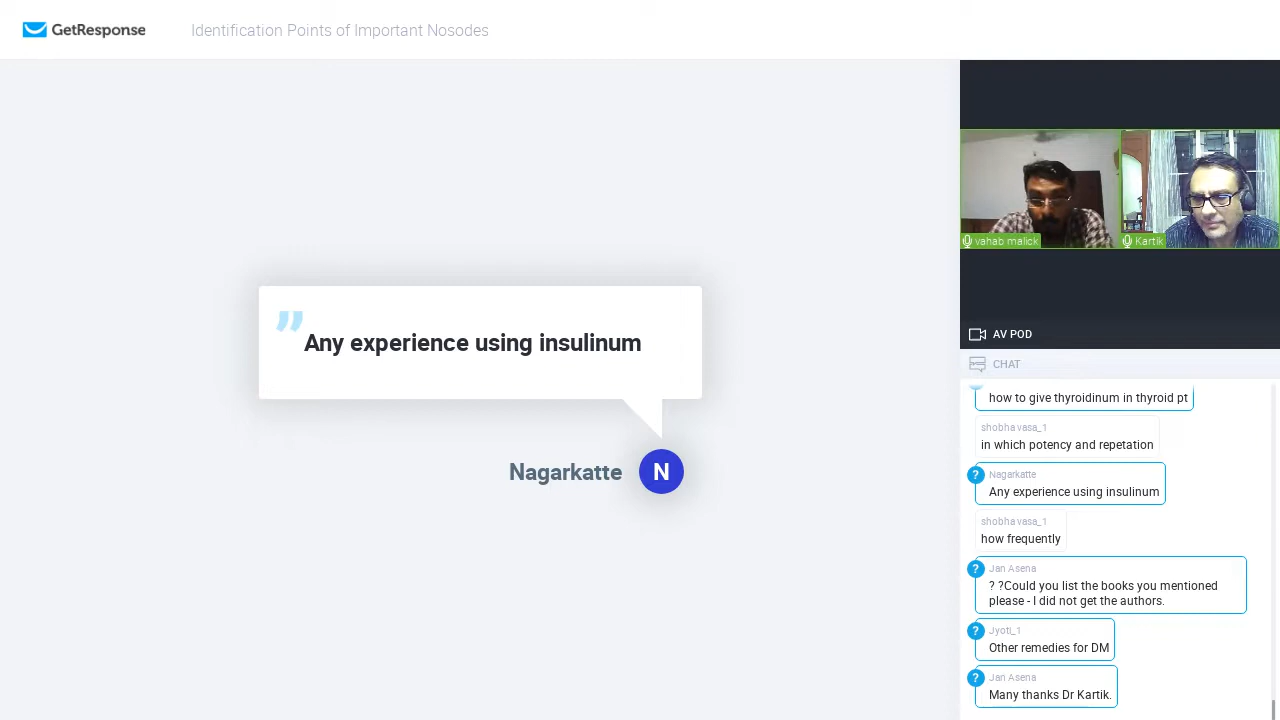 GetResponse
Identification Points of Important Nosodes
Any experience using insulinum
Nagarkatte
N
vahab malick
Kartik
AV POD
CHAT
how to give thyroidinum in thyroid pt
shobha vasa_1
in which potency and repetation
?
Nagarkatte
Any experience using insulinum
shobha vasa_1
how frequently
?
Jan Asena
? ?Could you list the books you mentioned
please - I did not get the authors.
?
Jyoti_1
Other remedies for DM
?
Jan Asena
Many thanks Dr Kartik.